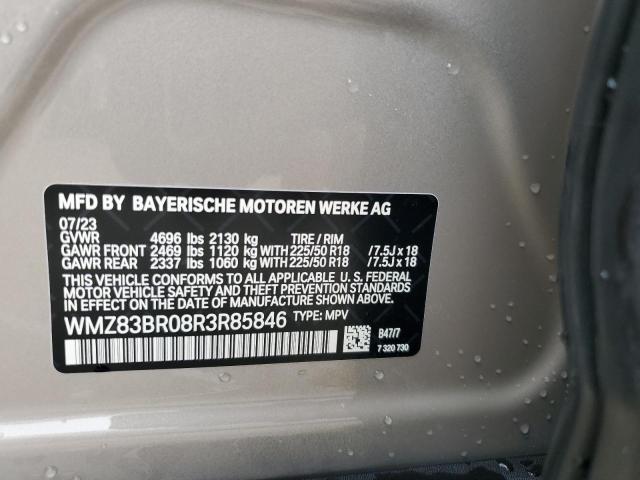 MFD BY BAYERISCHE MOTOREN WERKE AG
07/23
GVWR 4696 lbs 2130 kg TIRE / RIM
GAWR FRONT 2469 lbs 1120 kg WITH 225/50 R18 /7.5J x 18
GAWR REAR 2337 lbs 1060 kg WITH 225/50 R18 /7.5J x 18
THIS VEHICLE CONFORMS TO ALL APPLICABLE U. S. FEDERAL
MOTOR VEHICLE SAFETY AND THEFT PREVENTION STANDARDS
IN EFFECT ON THE DATE OF MANUFACTURE SHOWN ABOVE.
WMZ83BR08R3R85846 TYPE: MPV
B47/7
7 320 730